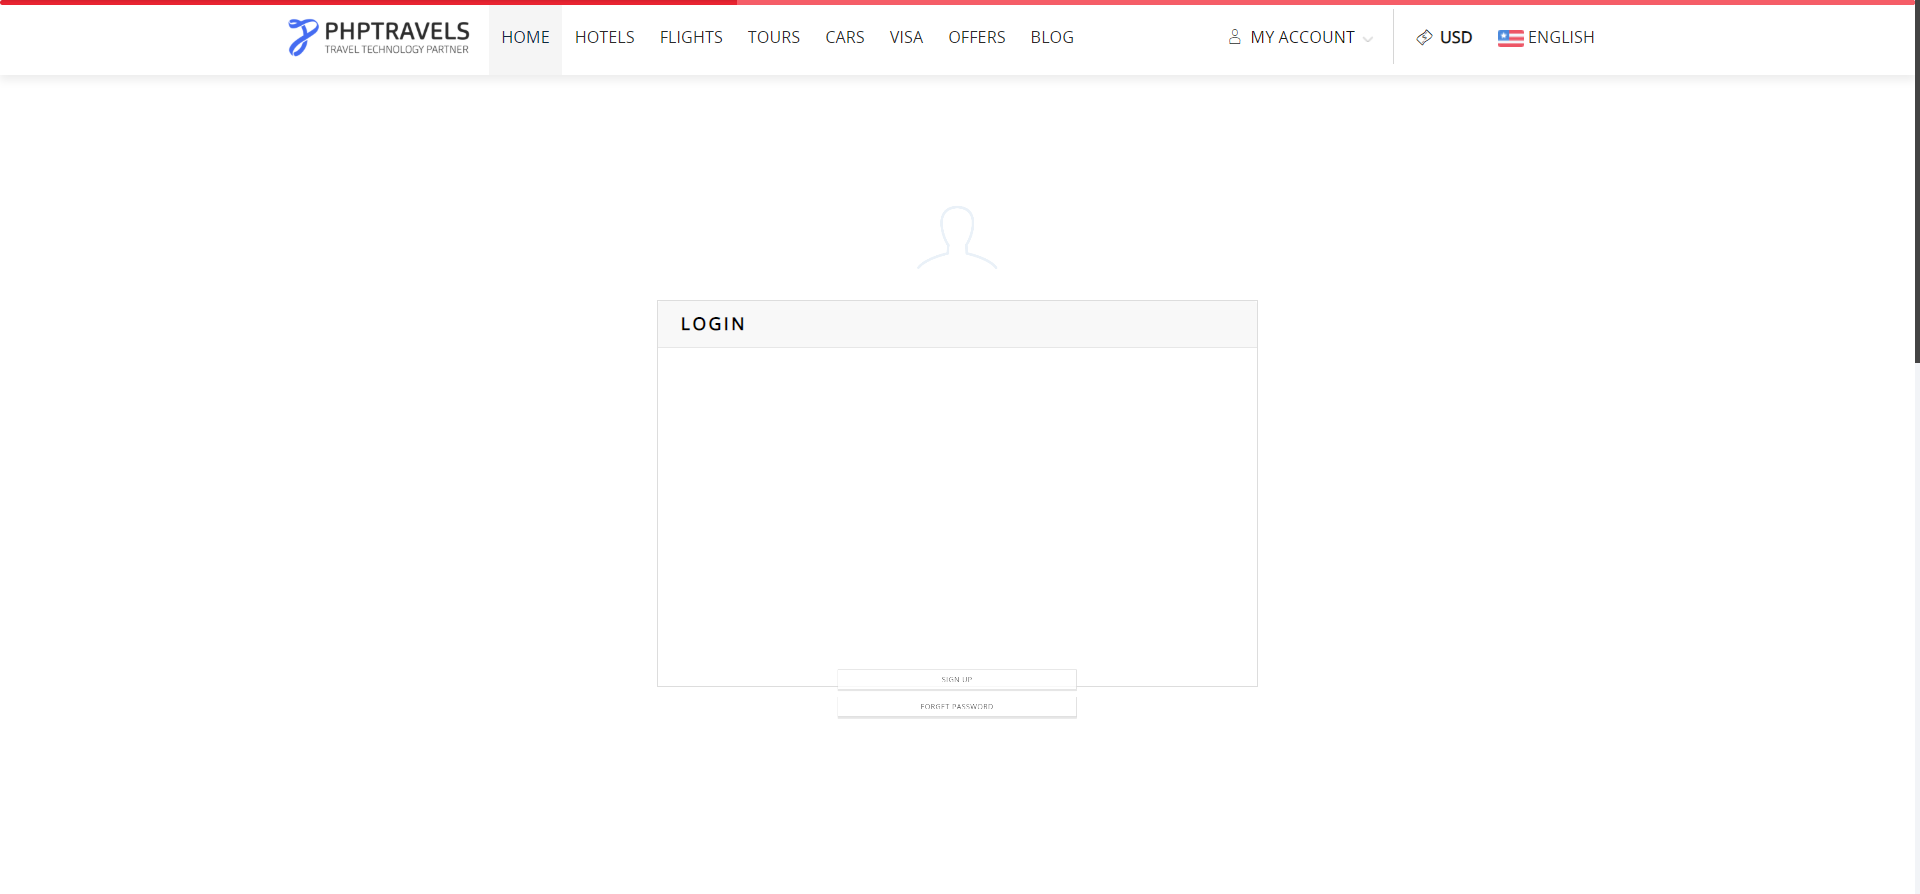 PHPTRAVELS
TRAVEL TECHNOLOGY PARTNER
HOME HOTELS FLIGHTS TOURS CARS VISA OFFERS BLOG MY ACCOUNT USD ENGLISH
LOGIN
SIGN UP
FORGET PASSWORD